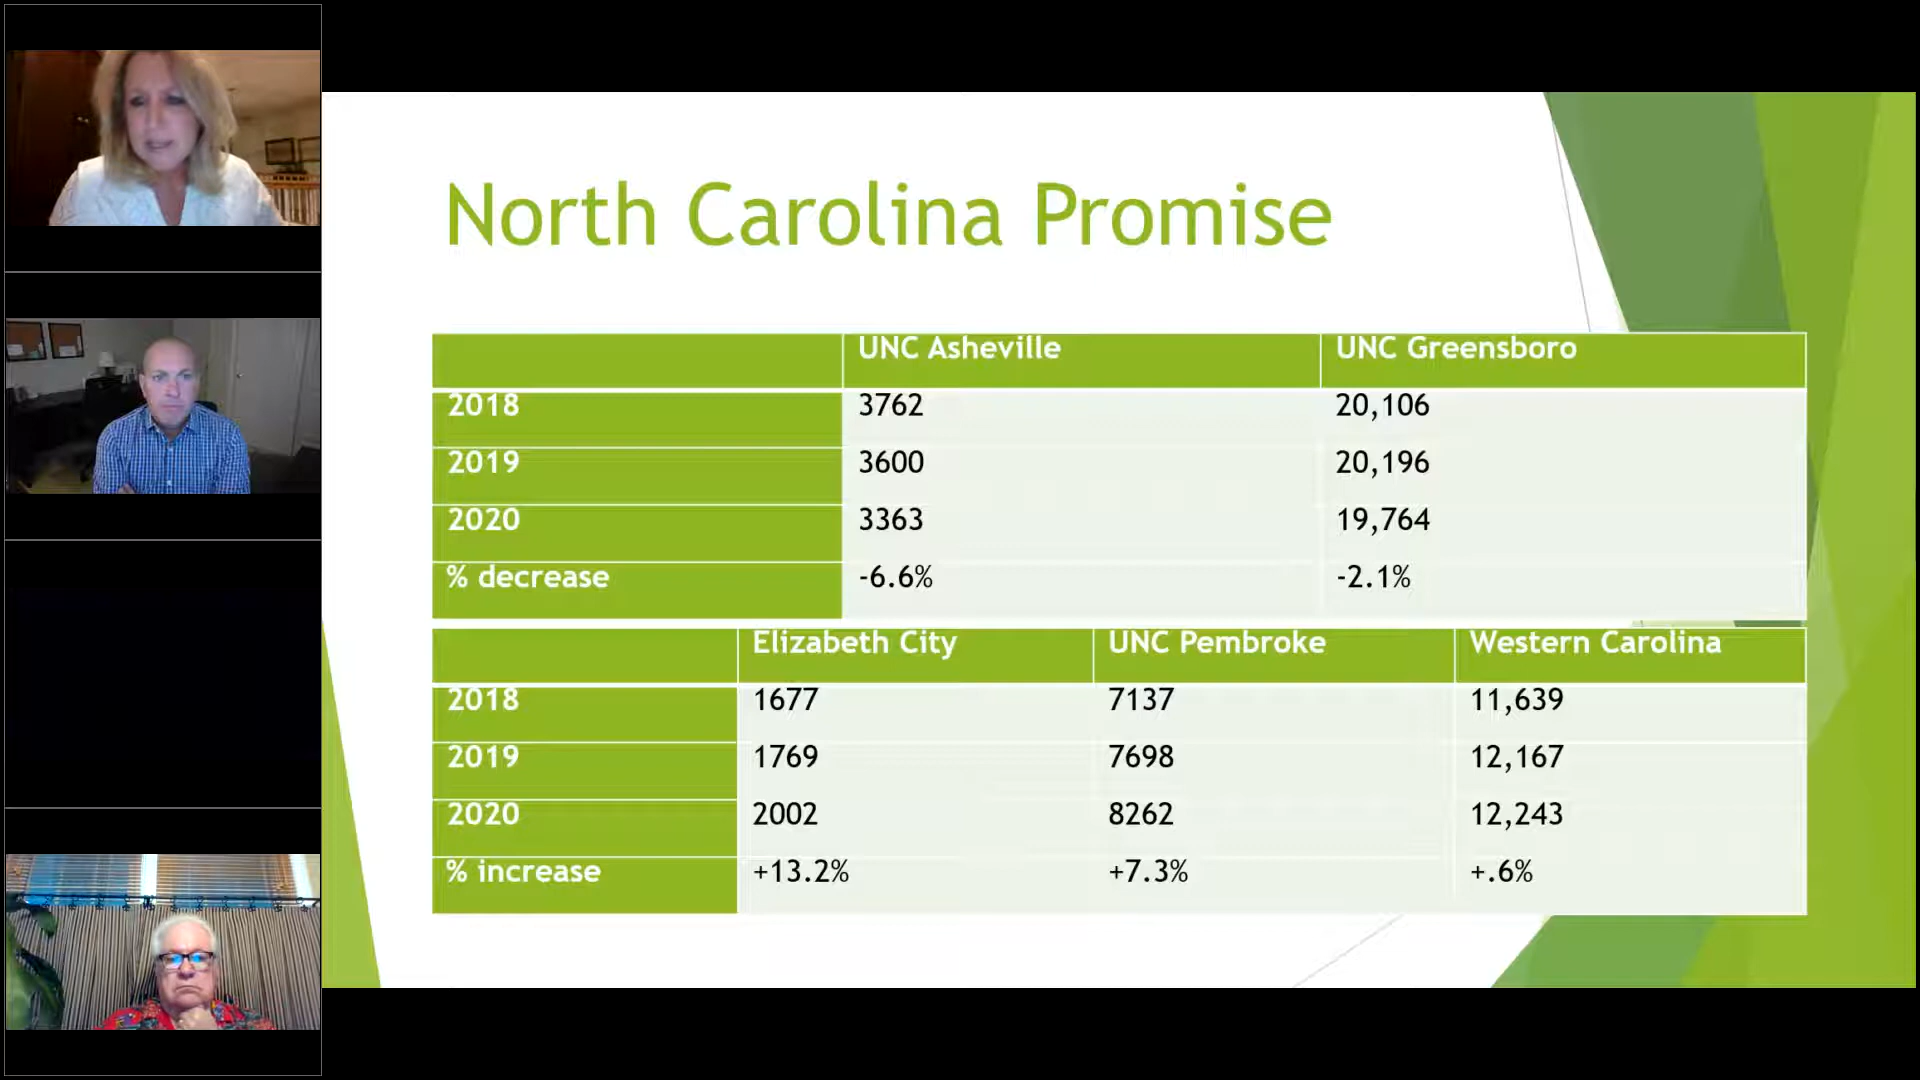 North Carolina Promise
UNC Asheville UNC Greensboro
2018 3762 20,106
2019 3600 20,196
2020 3363 19,764
% decrease -6.6% -2.1%
Elizabeth City UNC Pembroke Western Carolina
2018 1677 7137 11,639
2019 1769 7698 12,167
2020 2002 8262 12,243
% increase +13.2% +7.3% +.6%